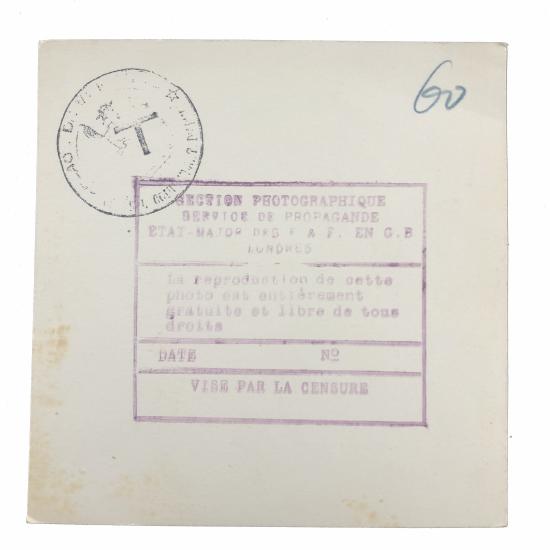 60
T
SECTION PHOTOGRAPHIQUE
SERVICE DE PROPAGANDE
ETAT-MAJOR DES F A F. EN G.B
LONDRES
La reproduction de cette
photo est entièrement
gratuite et libre de tous
droits
DATE Nº
VISE PAR LA CENSURE